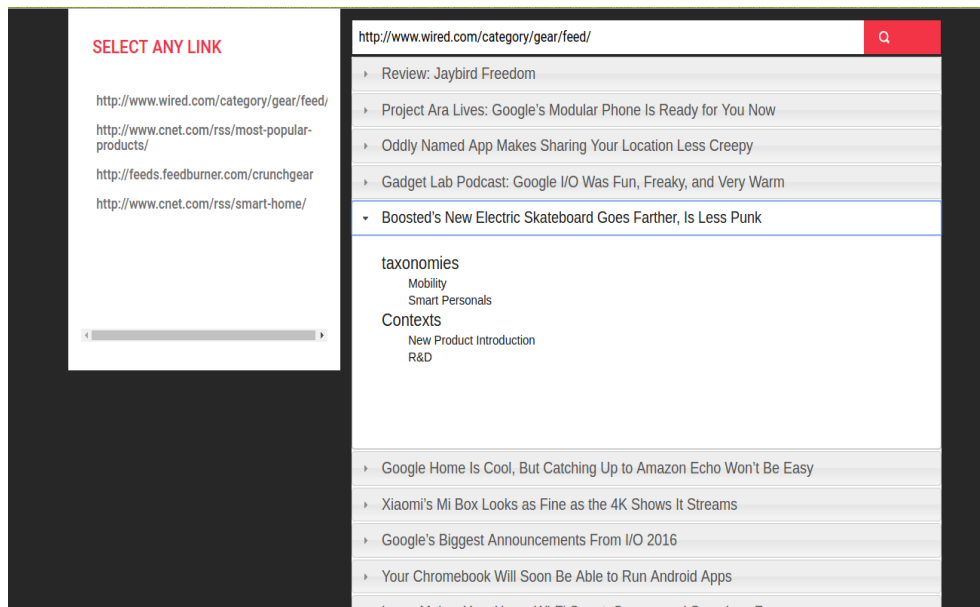 SELECT ANY LINK
http://www.wired.com/category/gear/feed/
http://www.cnet.com/rss/most-popular-
products/
http://feeds.feedburner.com/crunchgear
http://www.cnet.com/rss/smart-home/
http://www.wired.com/category/gear/feed/
Review: Jaybird Freedom
Project Ara Lives: Google's Modular Phone Is Ready for You Now
Oddly Named App Makes Sharing Your Location Less Creepy
Gadget Lab Podcast: Google I/O Was Fun, Freaky, and Very Warm
Boosted's New Electric Skateboard Goes Farther, Is Less Punk
taxonomies
Mobility
Smart Personals
Contexts
New Product Introduction
R&D
Google Home Is Cool, But Catching Up to Amazon Echo Won't Be Easy
Xiaomi's Mi Box Looks as Fine as the 4K Shows It Streams
Google's Biggest Announcements From I/O 2016
Your Chromebook Will Soon Be Able to Run Android Apps